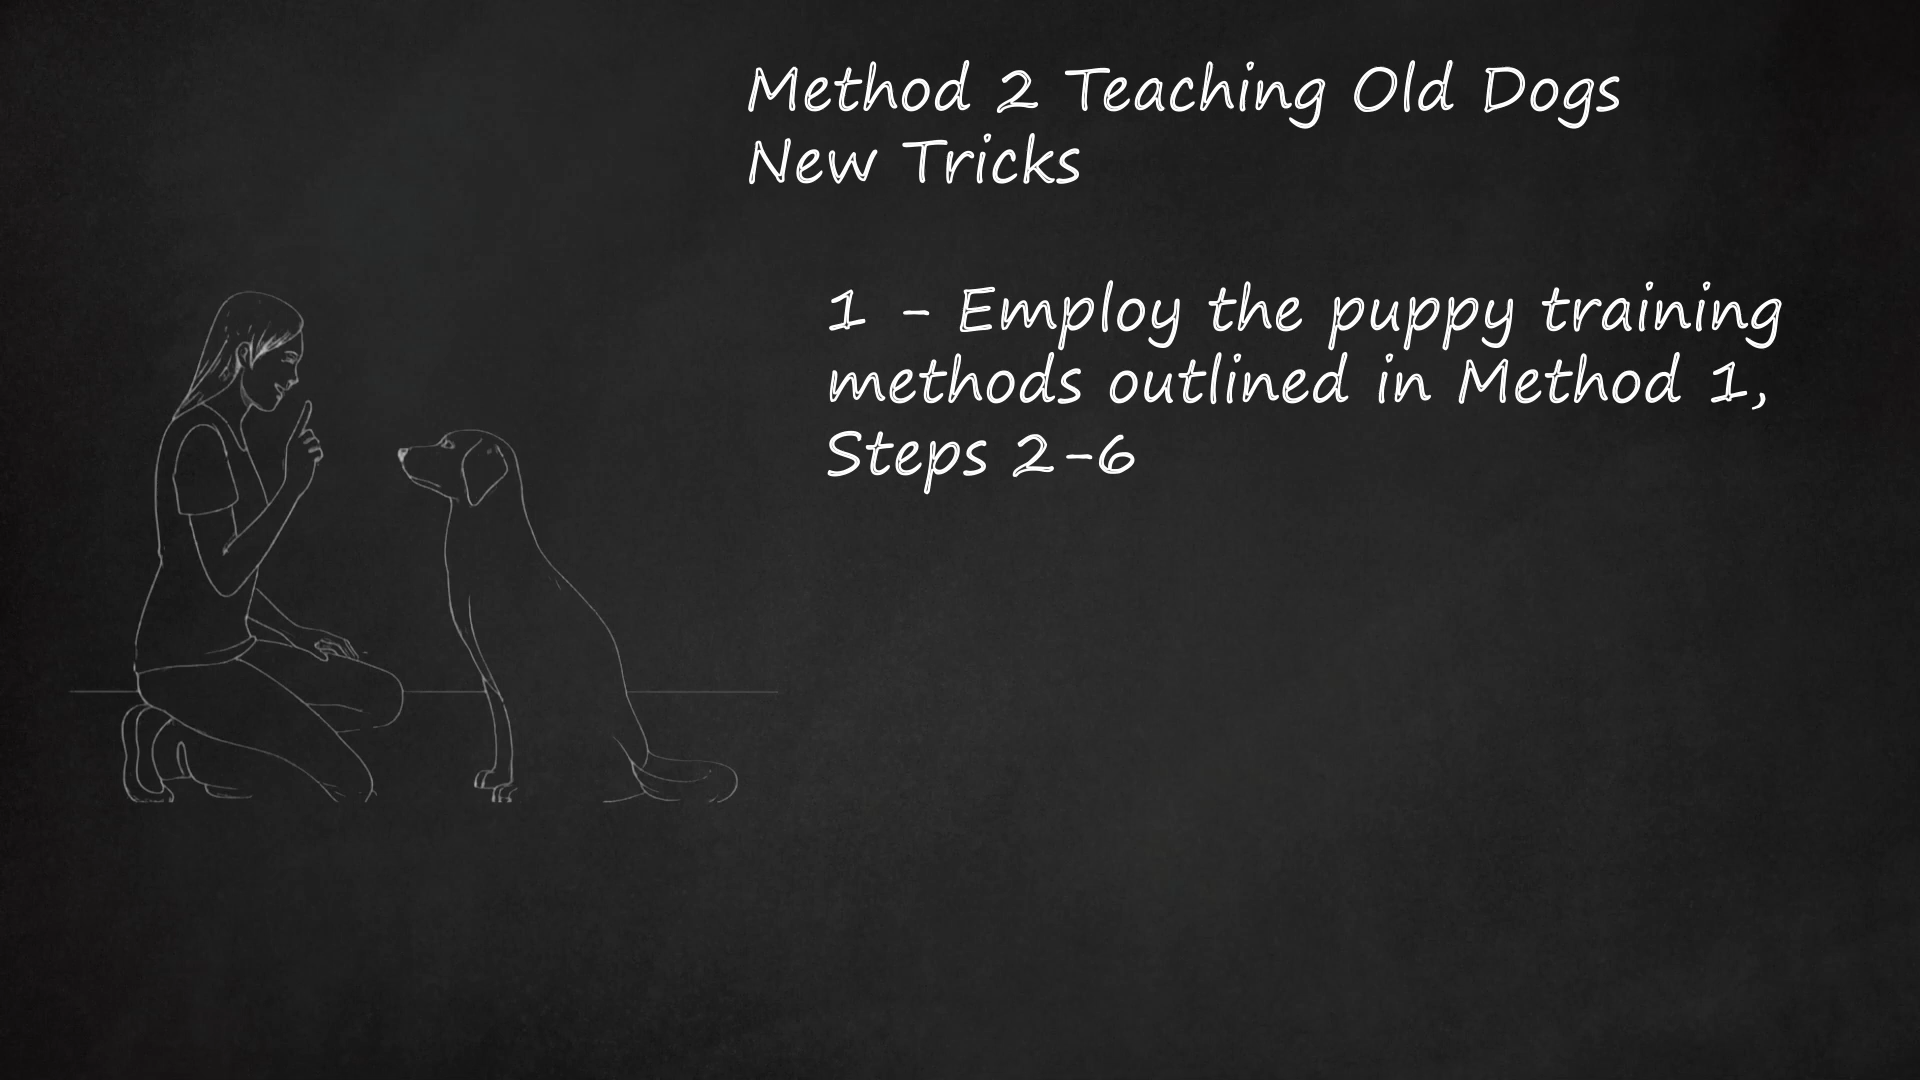 Method 2 Teaching Old Dogs
New Tricks
1 - Employ the puppy training
methods outlined in Method 1,
Steps 2-6